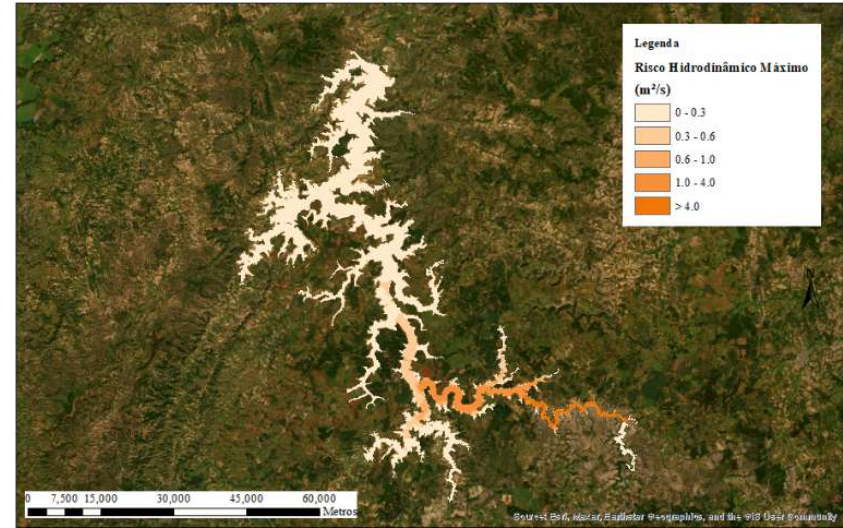 Legenda
Risco Hidrodinâmico Máximo
(m²/s)
0 - 0.3
0.3 - 0.6
0.6 - 1.0
1.0 - 4.0
> 4.0
N
0 7,500 15,000 30,000 45,000 60,000
Metros
Source: Esri, Maxar, Earthstar Geographics, and the GIS User Community